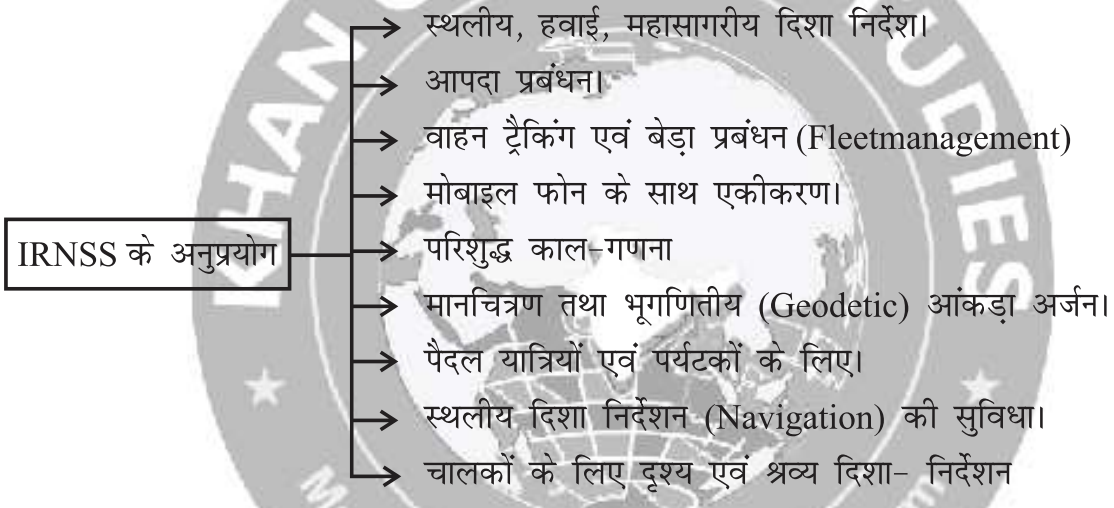 स्थलीय, हवाई, महासागरीय दिशा निर्देश।
आपदा प्रबंधन।
वाहन ट्रैकिंग एवं बेड़ा प्रबंधन (Fleetmanagement)
मोबाइल फोन के साथ एकीकरण।
IRNSS के अनुप्रयोग
परिशुद्ध काल-गणना
मानचित्रण तथा भूगणितीय (Geodetic) आंकड़ा अर्जन।
पैदल यात्रियों एवं पर्यटकों के लिए।
स्थलीय दिशा निर्देशन (Navigation) की सुविधा।
चालकों के लिए दृश्य एवं श्रव्य दिशा- निर्देशन
KHAN
UDIES